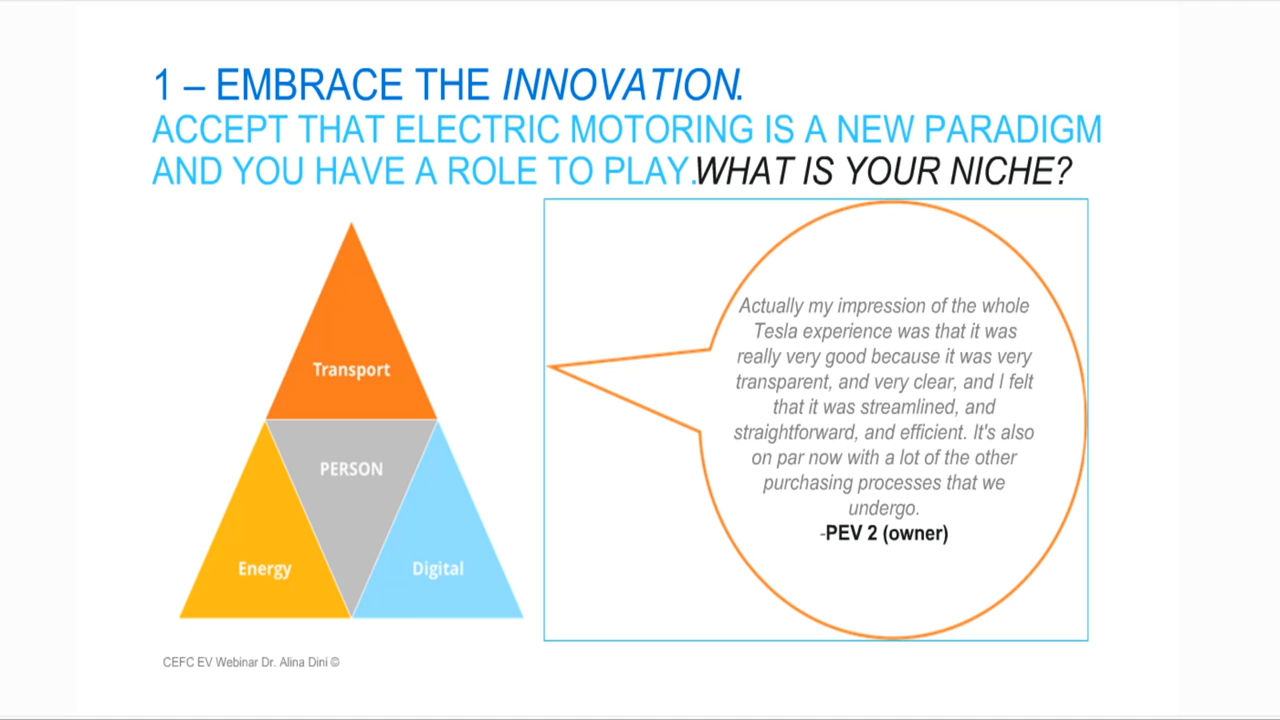 1 – EMBRACE THE INNOVATION.
ACCEPT THAT ELECTRIC MOTORING IS A NEW PARADIGM
AND YOU HAVE A ROLE TO PLAY.WHAT IS YOUR NICHE?
Transport
PERSON
Energy
Digital
Actually my impression of the whole
Tesla experience was that it was
really very good because it was very
transparent, and very clear, and I felt
that it was streamlined, and
straightforward, and efficient. It's also
on par now with a lot of the other
purchasing processes that we
undergo.
-PEV 2 (owner)
CEFC EV Webinar Dr. Alina Dini ©